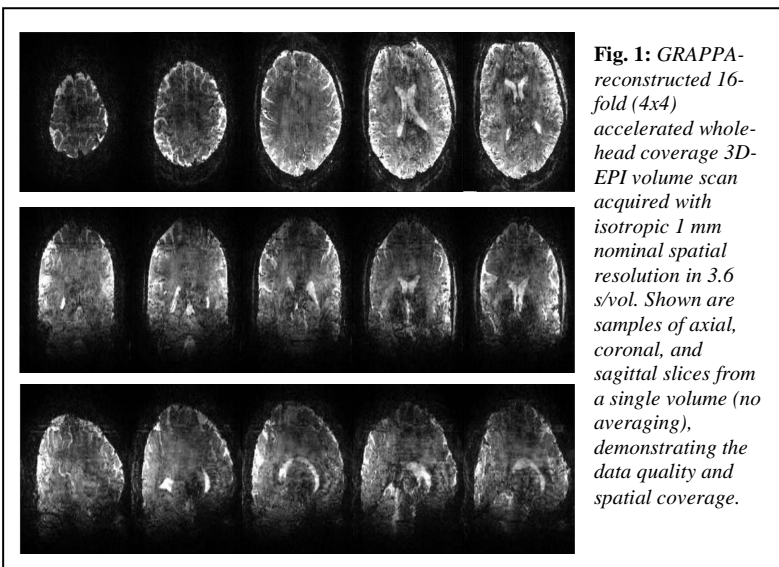 Fig. 1: GRAPPA-
reconstructed 16-
fold (4x4)
accelerated whole-
head coverage 3D-
EPI volume scan
acquired with
isotropic 1 mm
nominal spatial
resolution in 3.6
s/vol. Shown are
samples of axial,
coronal, and
sagittal slices from
a single volume (no
averaging),
demonstrating the
data quality and
spatial coverage.